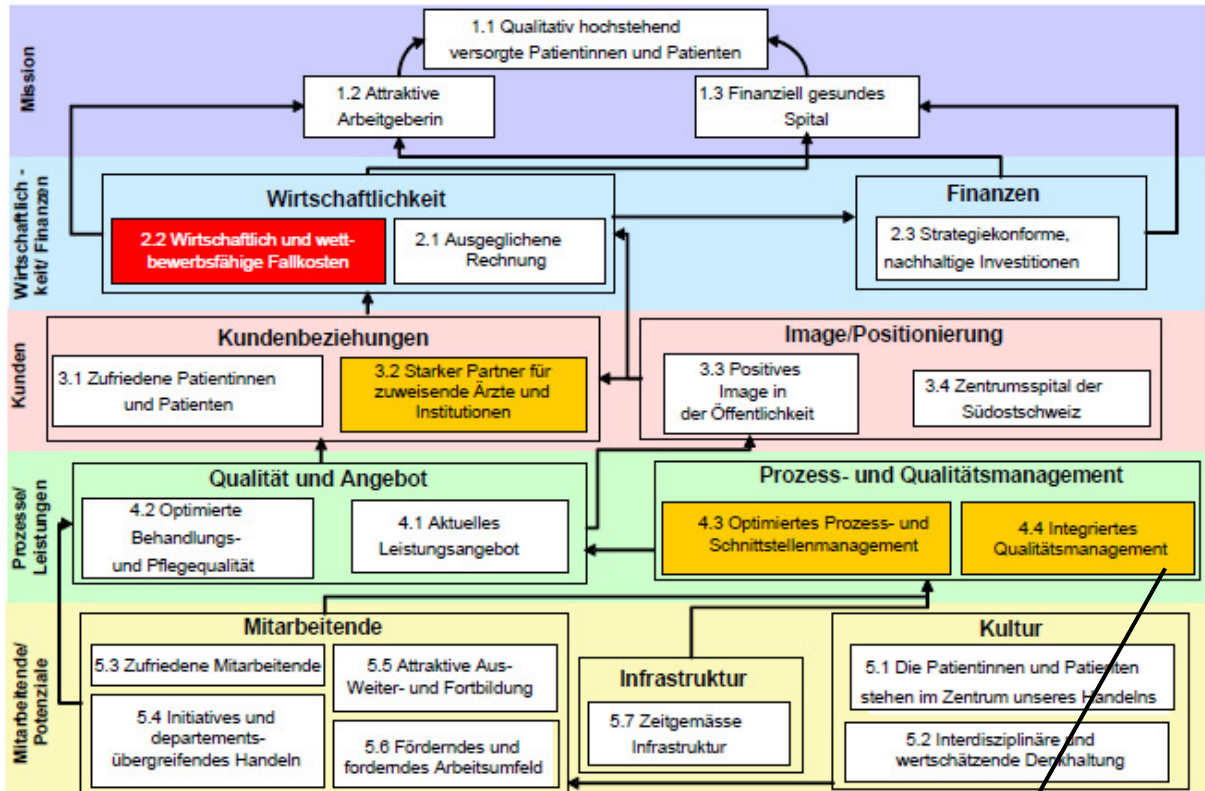 Mission
1.1 Qualitativ hochstehend
versorgte Patientinnen und Patienten
1.2 Attraktive
Arbeitgeberin
1.3 Finanziell gesundes
Spital
Wirtschaftlich -
keit/ Finanzen
Wirtschaftlichkeit
2.2 Wirtschaftlich und wett-
bewerbsfähige Fallkosten
2.1 Ausgeglichene
Rechnung
Finanzen
2.3 Strategiekonforme,
nachhaltige Investitionen
Kunden
Kundenbeziehungen
3.1 Zufriedene Patientinnen
und Patienten
3.2 Starker Partner für
zuweisende Ärzte und
Institutionen
Image/Positionierung
3.3 Positives
Image in
der Öffentlichkeit
3.4 Zentrumsspital der
Südostschweiz
Prozesse/
Leistungen
Qualität und Angebot
4.2 Optimierte
Behandlungs-
und Pflegequalität
4.1 Aktuelles
Leistungsangebot
Prozess- und Qualitätsmanagement
4.3 Optimiertes Prozess- und
Schnittstellenmanagement
4.4 Integriertes
Qualitätsmanagement
Mitarbeitende/
Potenziale
Mitarbeitende
5.3 Zufriedene Mitarbeitende
5.5 Attraktive Aus-
Weiter- und Fortbildung
5.4 Initiatives und
departements-
übergreifendes Handeln
5.6 Förderndes und
forderndes Arbeitsumfeld
Infrastruktur
5.7 Zeitgemässe
Infrastruktur
Kultur
5.1 Die Patientinnen und Patienten
stehen im Zentrum unseres Handelns
5.2 Interdisziplinäre und
wertschätzende Denkhaltung